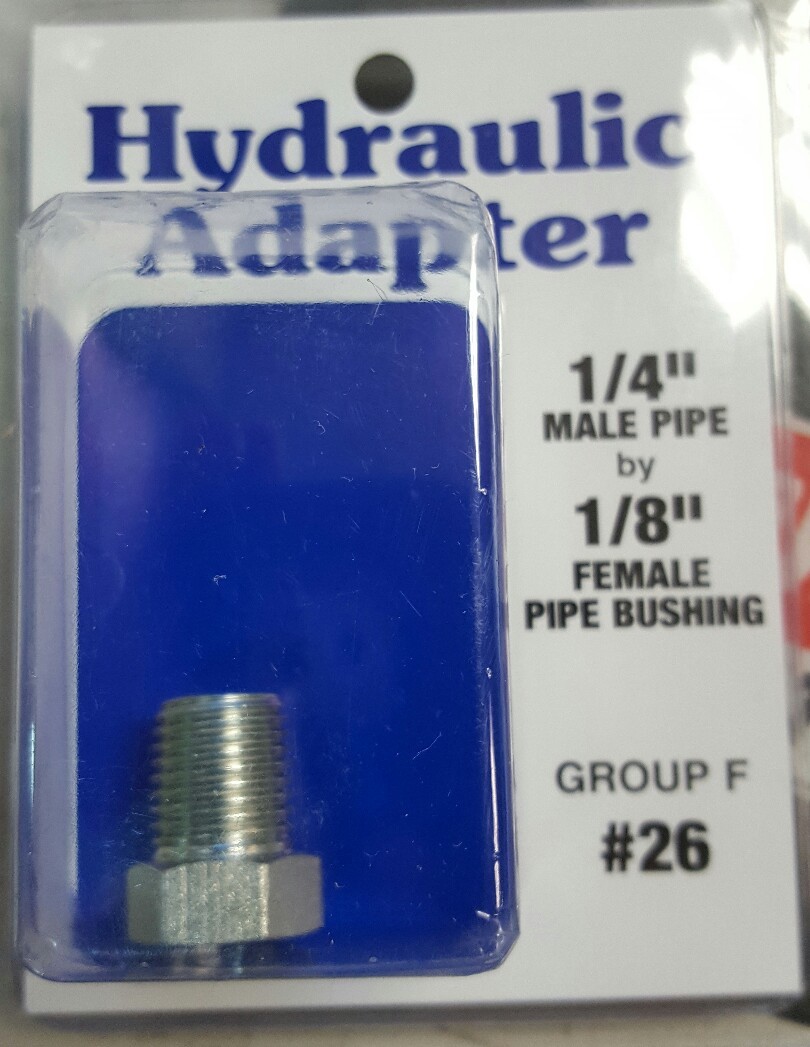 Hydraulic
Adapter
1/4"
MALE PIPE
by
1/8"
FEMALE
PIPE BUSHING
GROUP F
#26